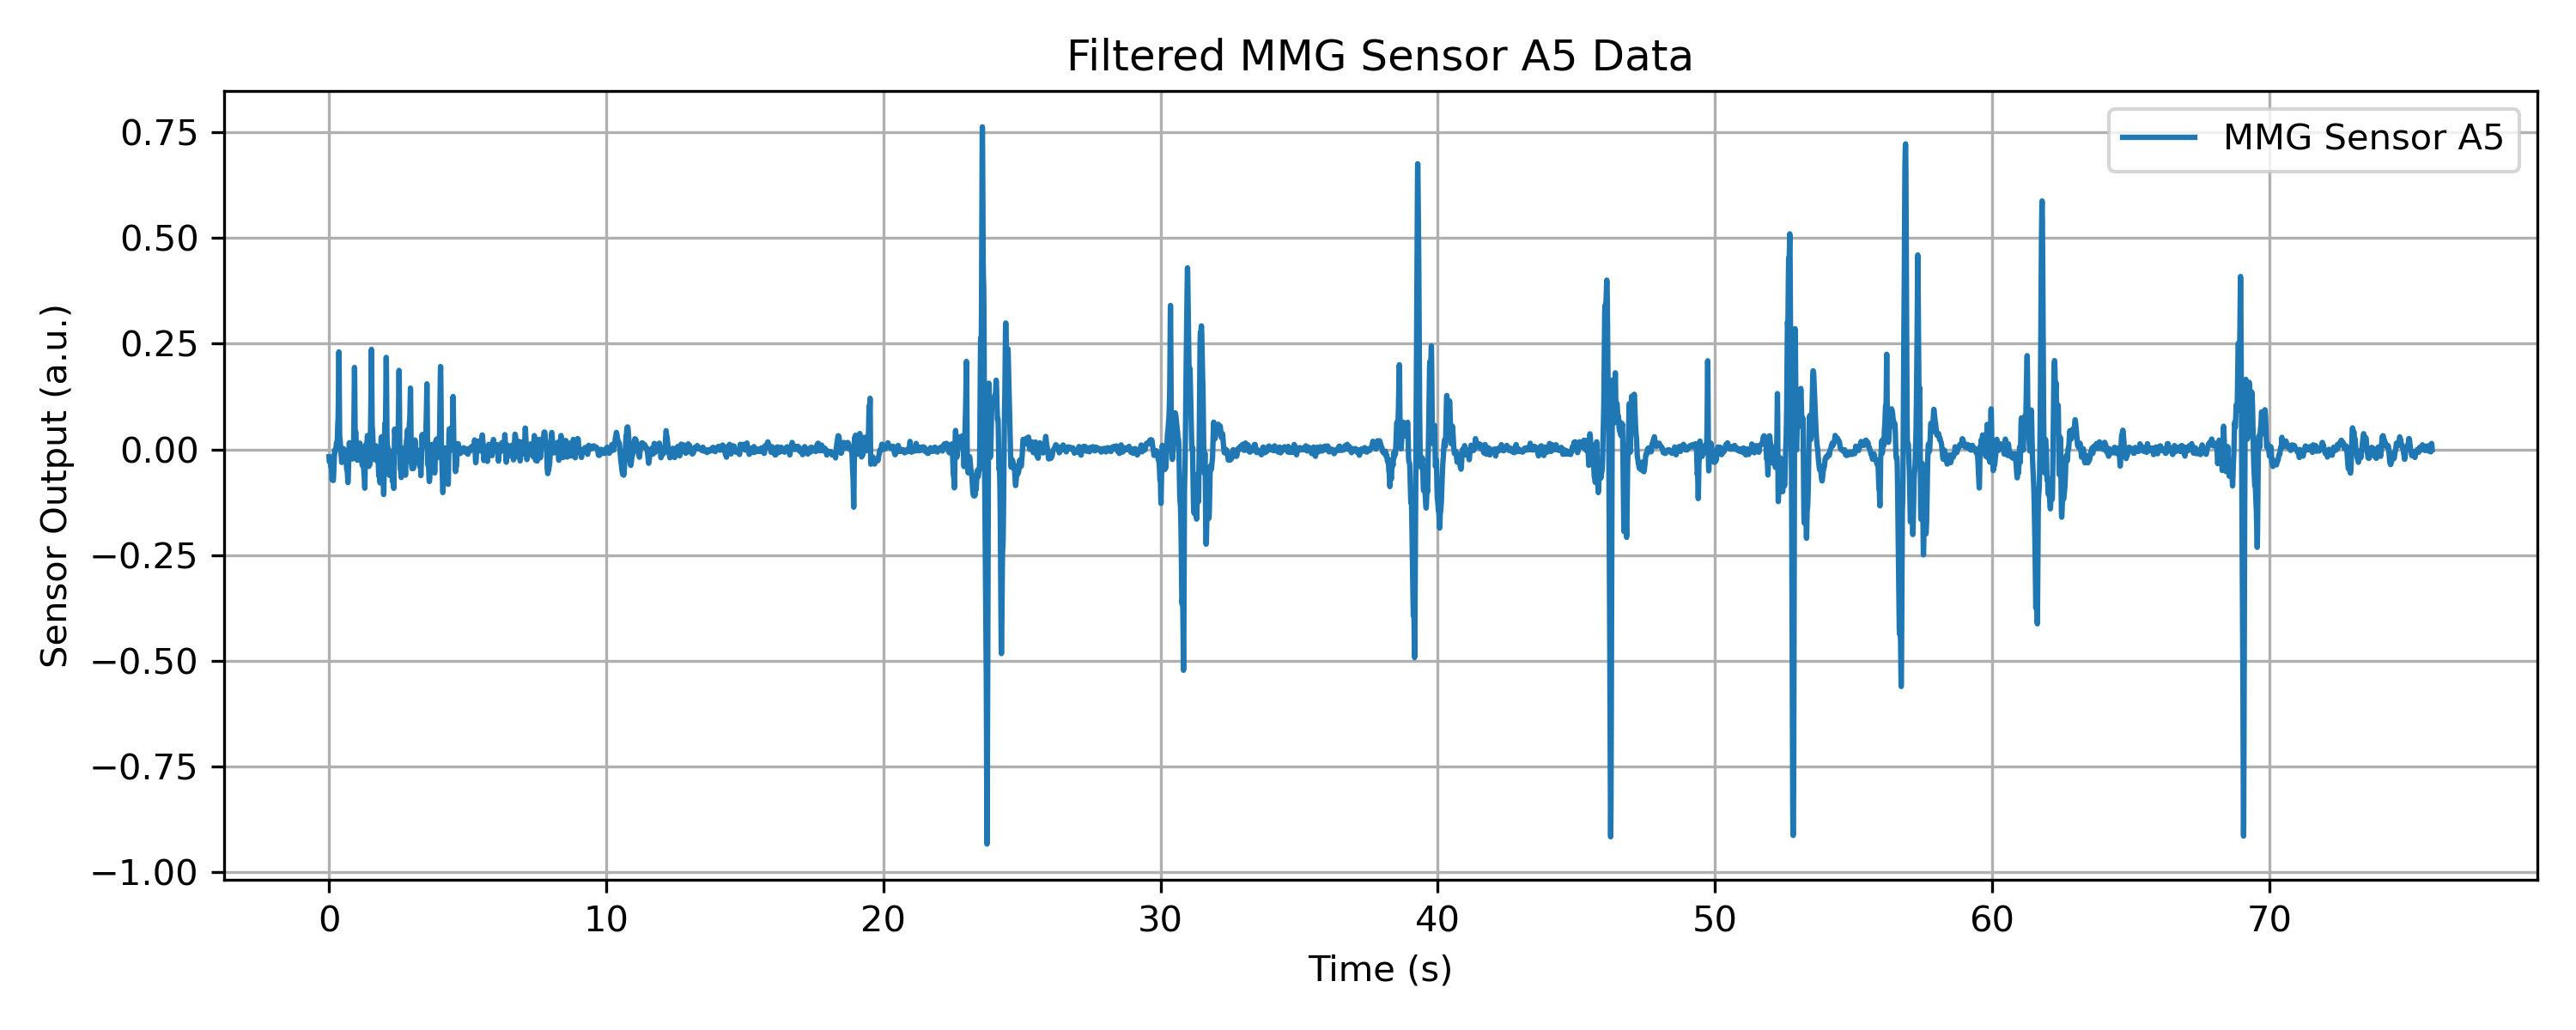 Filtered MMG Sensor A5 Data
MMG Sensor A5
Sensor Output (a.u.)
0.75
0.50
0.25
0.00
−0.25
−0.50
−0.75
−1.00
0 10 20 30 40 50 60 70
Time (s)